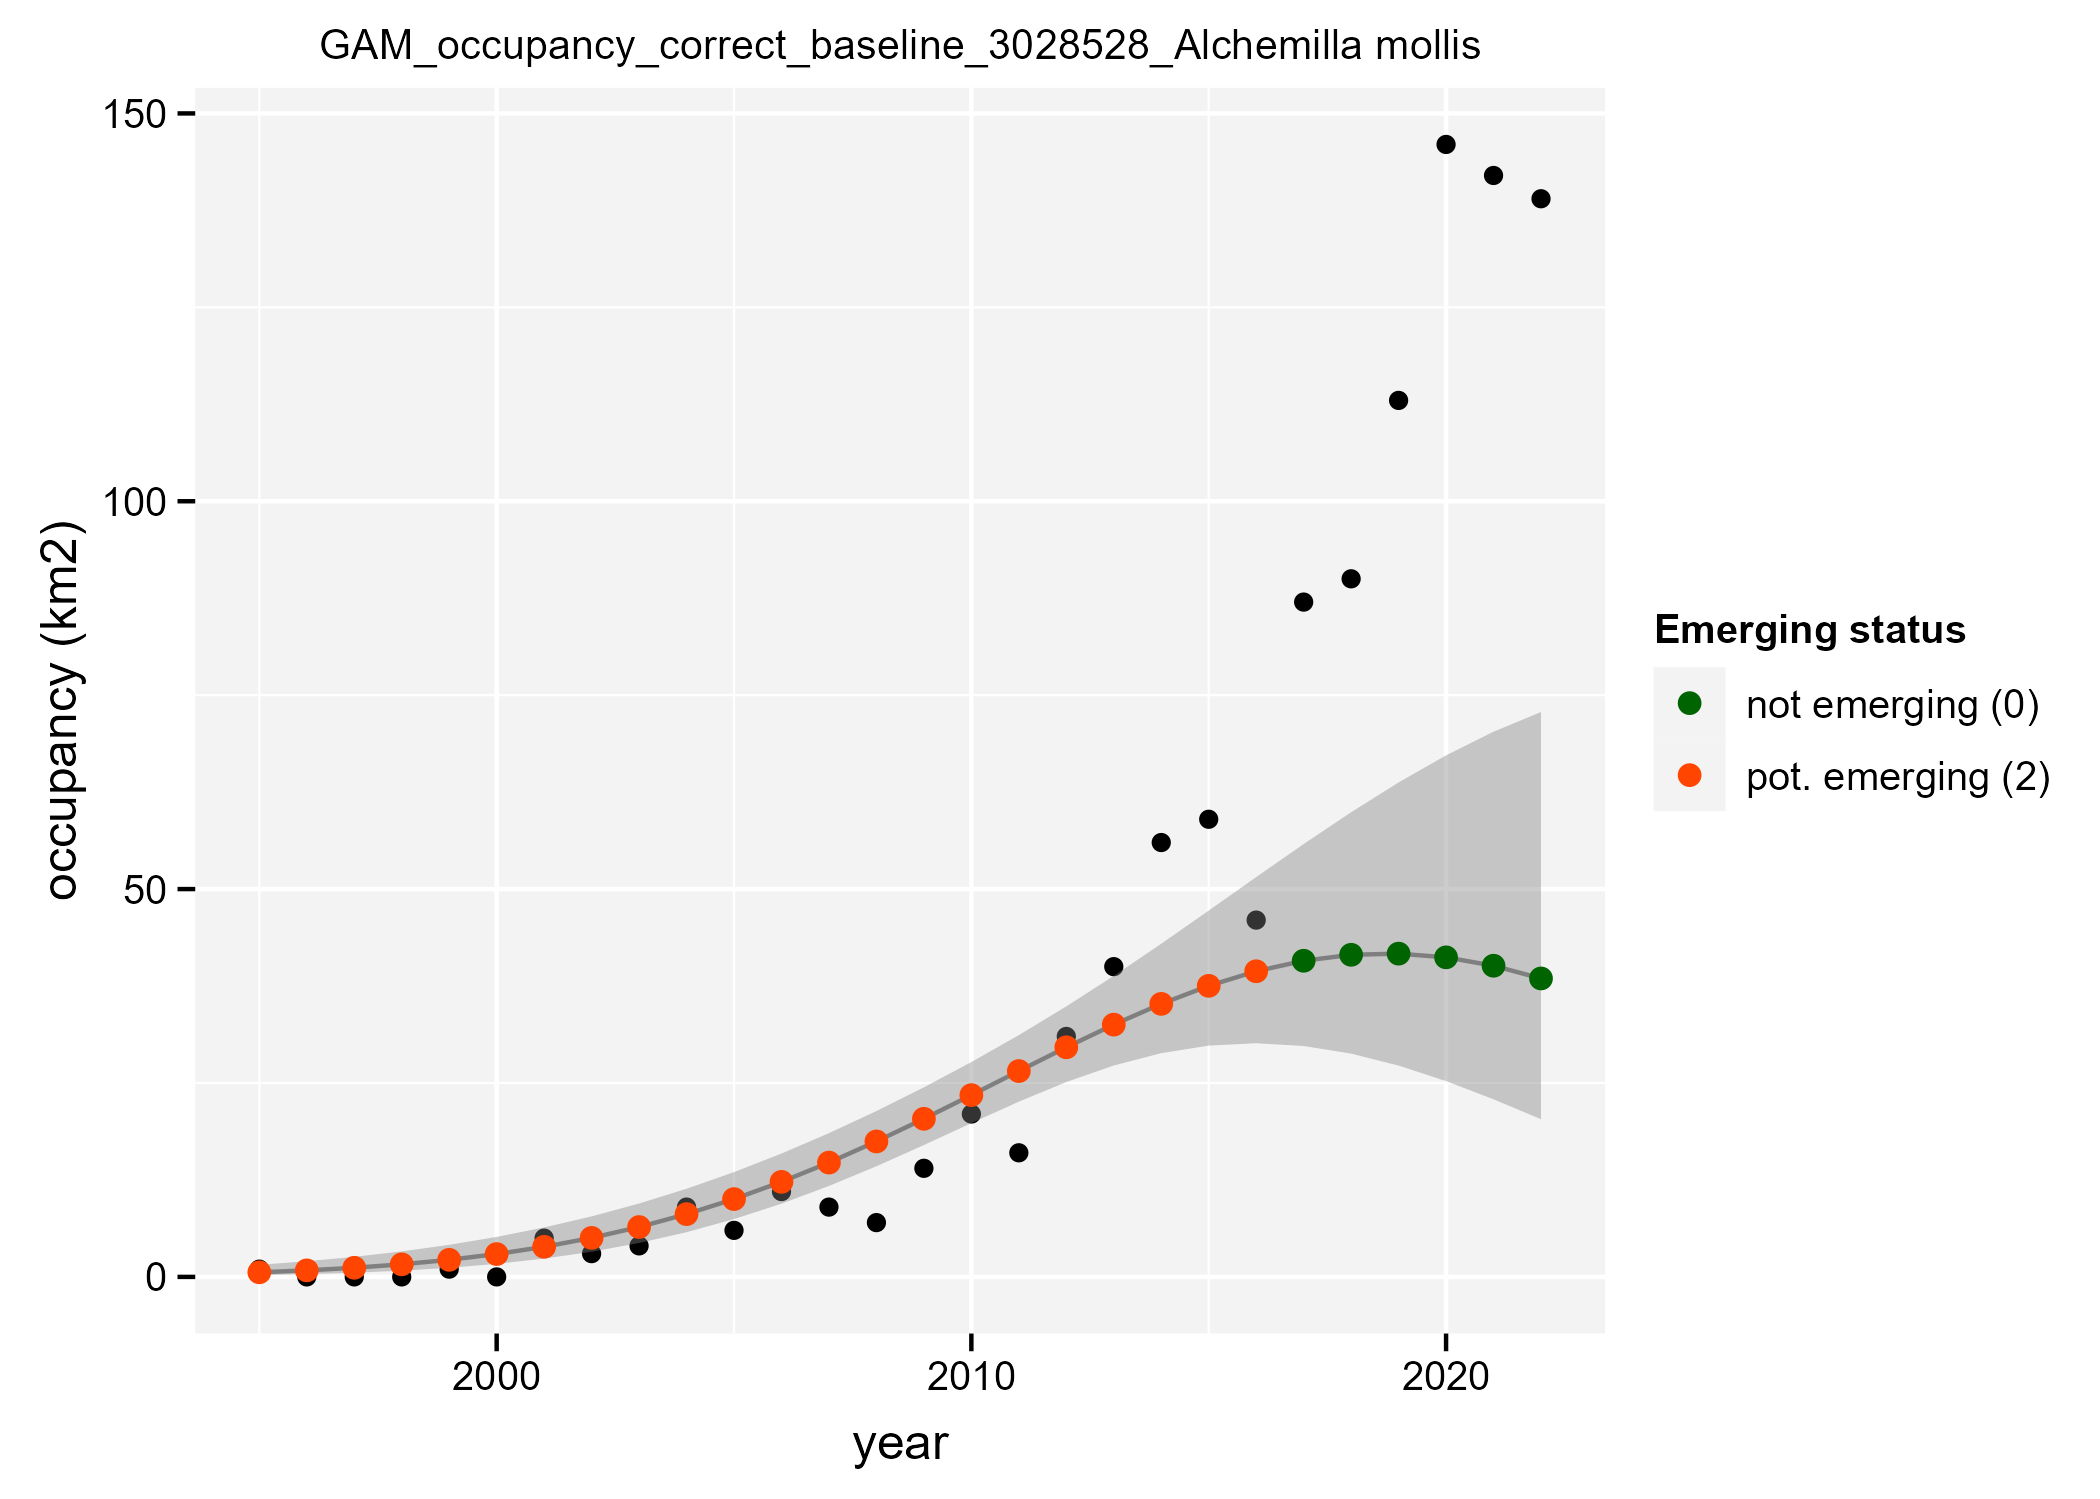 GAM_occupancy_correct_baseline_3028528_Alchemilla mollis
150
100
50
0
occupancy (km2)
2000
2010
2020
year
Emerging status
not emerging (0)
pot. emerging (2)